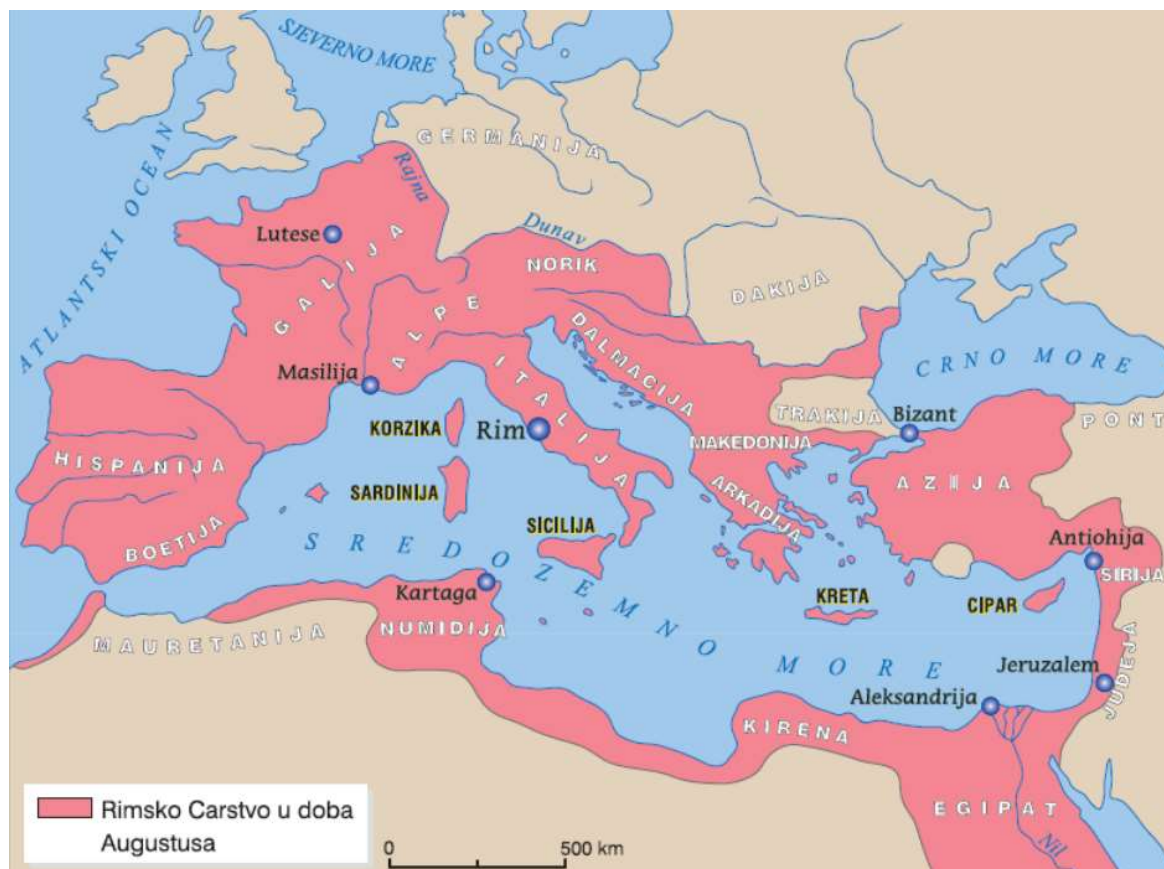 SJEVERNO MORE
ATLANTSKI OCEAN
GERMANIJA
Rajna
Lutese
Dunav
NORIK
GALIJA
ALPE
DAKIJA
DALMACIJA
ITALIJA
CRNO MORE
Masilija
KORZIKA
Rim
TRAKIJA
Bizant
PONT
MAKEDONIJA
HISPANIJA
SARDINIJA
ARKADIJA
AZIJA
BOETIJA
SICILIJA
SREDOZEMNO MORE
Antiohija
SIRIJA
Kartaga
KRETA
CIPAR
MAURETANIJA
NUMIDIJA
Jeruzalem
JUDEJA
Aleksandrija
KIRENA
EGIPAT
Nil
Rimsko Carstvo u doba
Augustusa
0 500 km